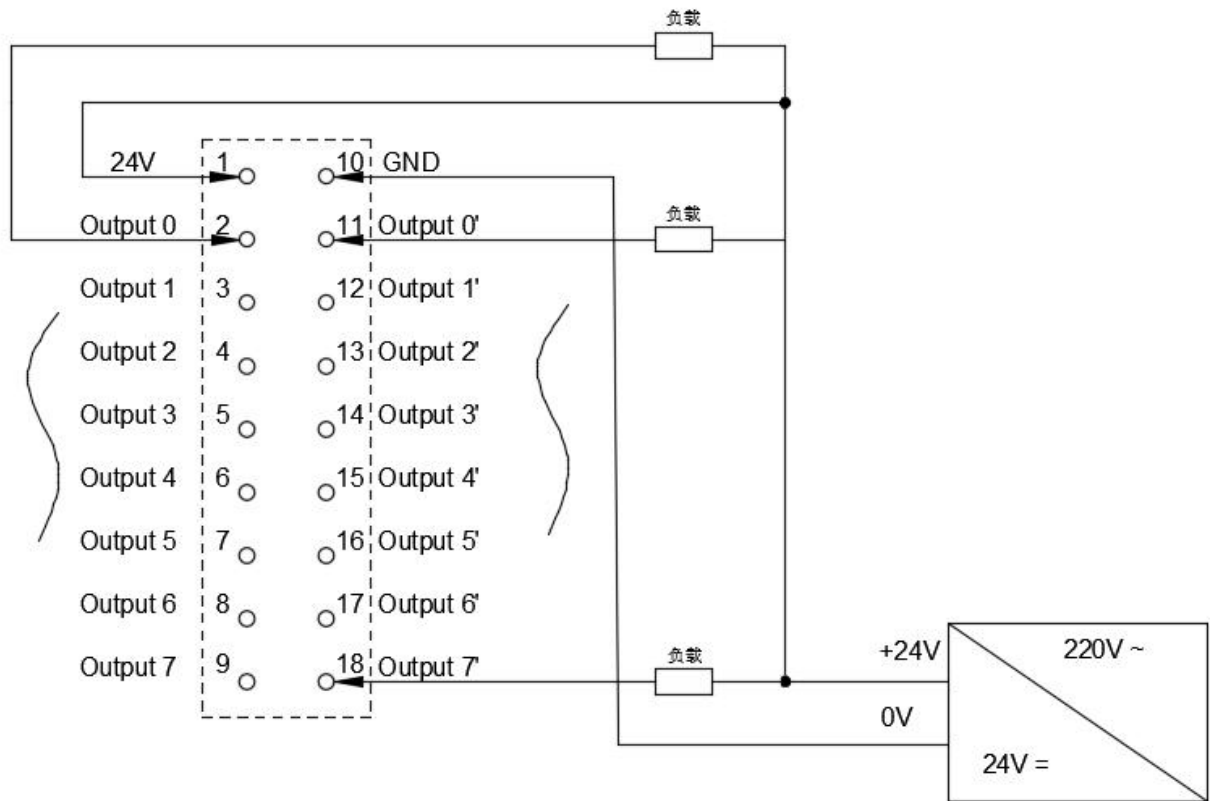 负载
24V 1 10 GND
负载
Output 0 2 11 Output 0'
Output 1 3 12 Output 1'
Output 2 4 13 Output 2'
Output 3 5 14 Output 3'
Output 4 6 15 Output 4'
Output 5 7 16 Output 5'
Output 6 8 17 Output 6'
Output 7 9 18 Output 7'
负载
+24V
220V ~
0V
24V =